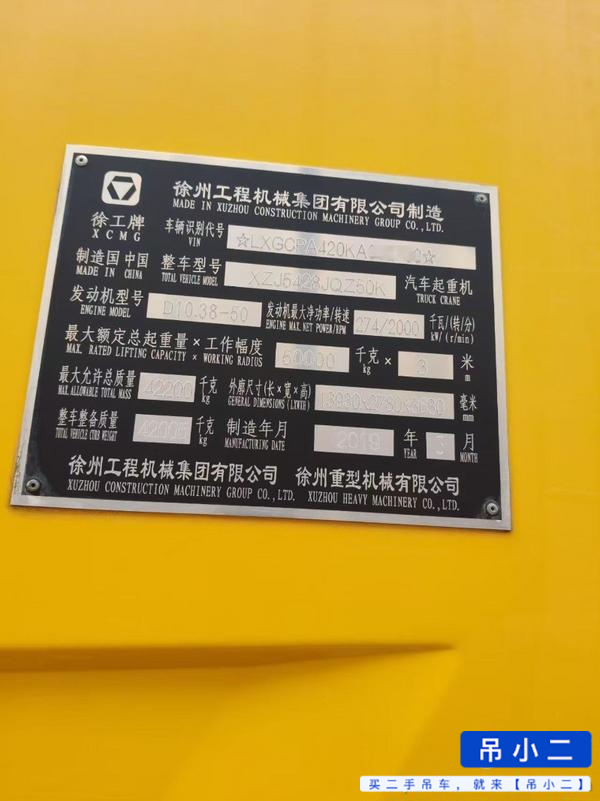 徐州工程机械集团有限公司制造
MADE IN XUZHOU CONSTRUCTION MACHINERY GROUP CO.,LTD.
徐工牌
XCMG
车辆识别代号
VIN
☆LXGCPA420KA
制造国 中国
MADE IN CHINA
整车型号
TOTAL VEHICLE MODEL
XZJ5428JQZ50K
汽车起重机
TRUCK CRANE
发动机型号
ENGINE MODEL
D10.38-50
发动机最大净功率/转速
ENGINE MAX.NET POWER/RPM
274/2000
千瓦/(转/分)
kW/(r/min)
最大额定总起重量×工作幅度
MAX. RATED LIFTING CAPACITY × WORKING RADIUS
50000
千克 ×
kg
3
米
m
最大允许总质量
MAX.ALLOWABLE TOTAL MASS
42200
千克
kg
外廓尺寸(长×宽×高)
GENERAL DIMENSIONS (LXWXH)
毫米
mm
整车整备质量
TOTAL VEHICLE CURB WEIGHT
42005
千克
kg
制造年月
MANUFACTURING DATE
2019
年
YEAR
月
MONTH
徐州工程机械集团有限公司
XUZHOU CONSTRUCTION MACHINERY GROUP CO.,LTD.
徐州重型机械有限公司
XUZHOU HEAVY MACHINERY CO.,LTD.
吊小二
买二手吊车，就来【吊小二】